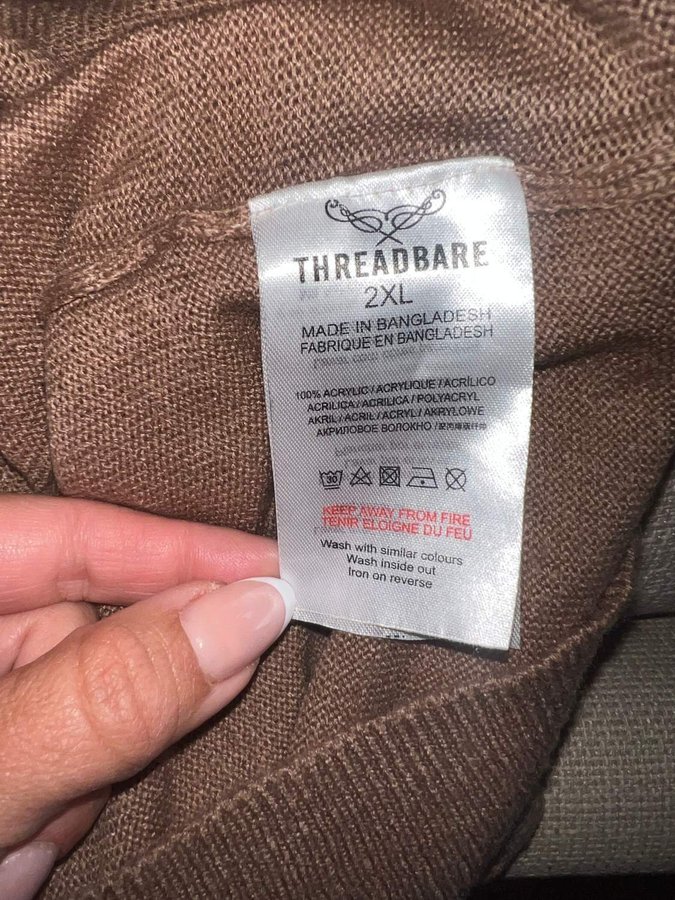 THREADBARE
2XL
MADE IN BANGLADESH
FABRIQUE EN BANGLADESH
100% ACRYLIC / ACRYLIQUE / ACRÍLICO
ACRILICA / ACRILICA / POLYACRYL
AKRIL / ACRIL / ACRYL / AKRYLOWE
АКРИЛОВОЕ ВОЛОКНО /
30
KEEP AWAY FROM FIRE
TENIR ELOIGNE DU FEU
Wash with similar colours
Wash inside out
Iron on reverse